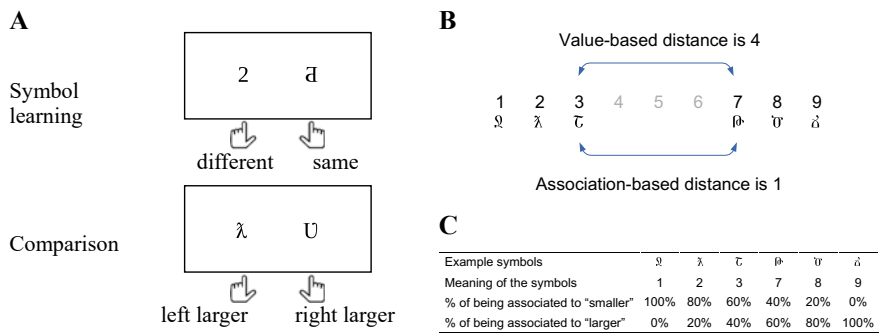 A
Symbol
learning
2 Ƌ
different same
Comparison
ƛ Ʋ
left larger right larger
B
Value-based distance is 4
1 2 3 4 5 6 7 8 9
Association-based distance is 1
C
Example symbols
Meaning of the symbols 1 2 3 7 8 9
% of being associated to “smaller” 100% 80% 60% 40% 20% 0%
% of being associated to “larger” 0% 20% 40% 60% 80% 100%